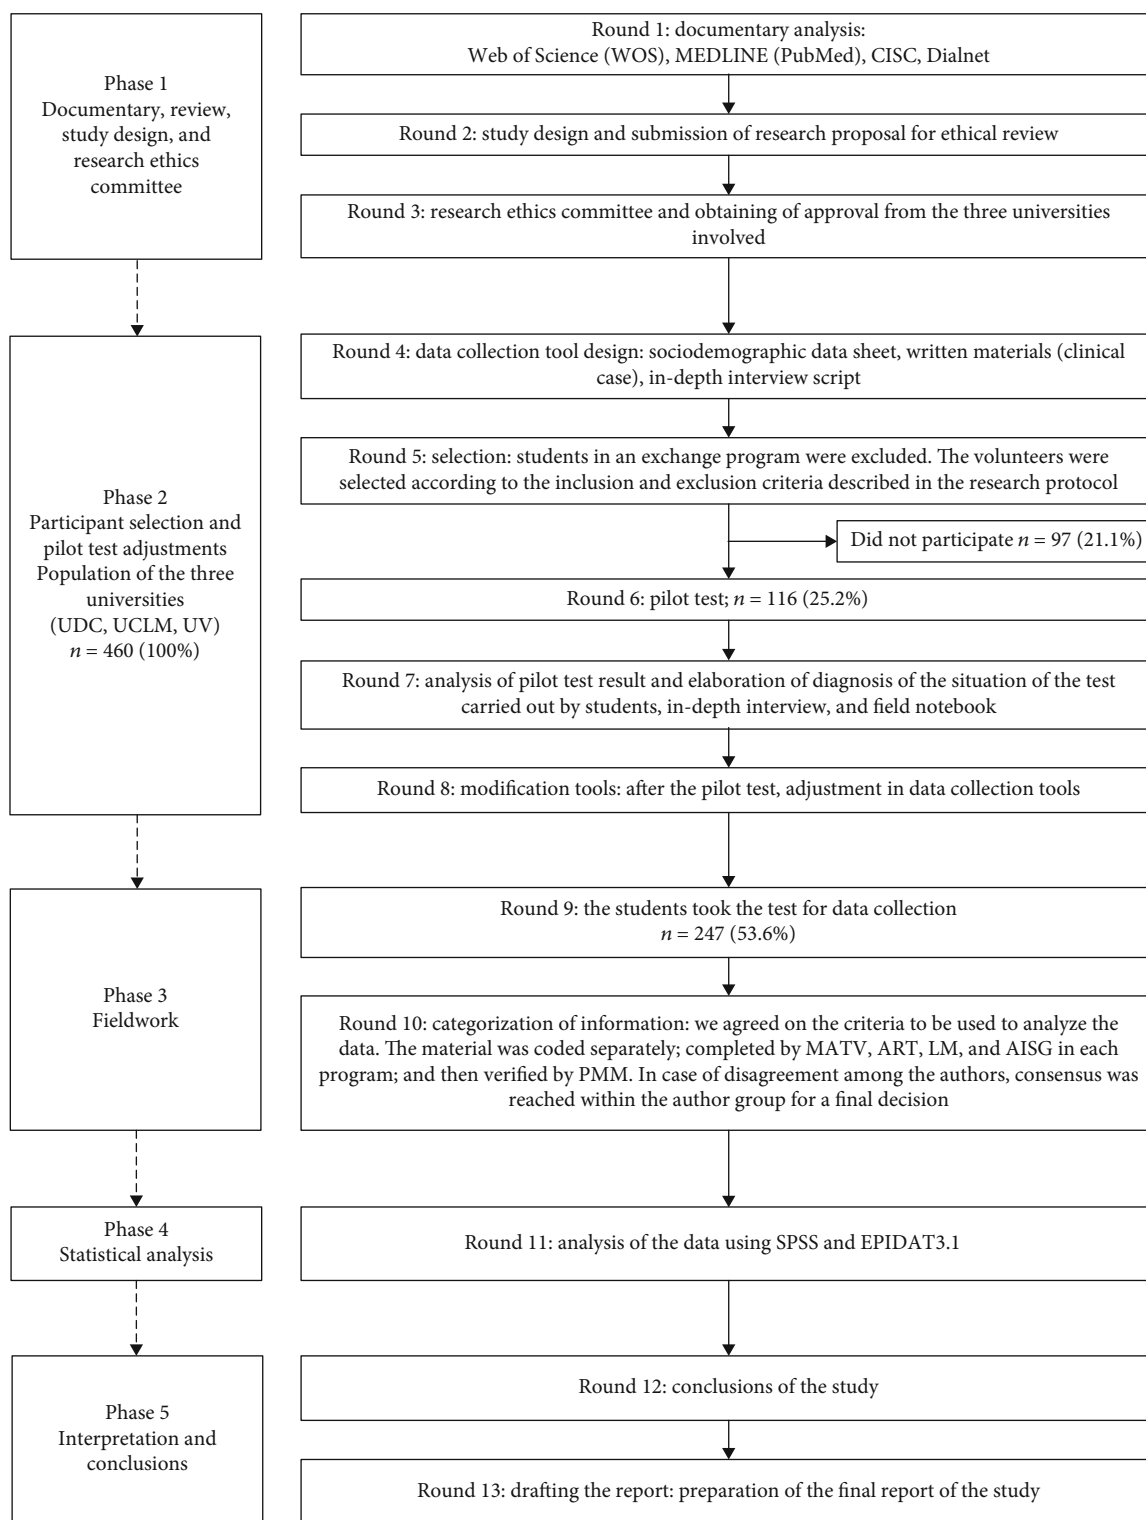 Phase 1
Documentary, review,
study design, and
research ethics
committee
Round 1: documentary analysis:
Web of Science (WOS), MEDLINE (PubMed), CISC, Dialnet
Round 2: study design and submission of research proposal for ethical review
Round 3: research ethics committee and obtaining of approval from the three universities
involved
Phase 2
Participant selection and
pilot test adjustments
Population of the three
universities
(UDC, UCLM, UV)
n = 460 (100%)
Round 4: data collection tool design: sociodemographic data sheet, written materials (clinical
case), in-depth interview script
Round 5: selection: students in an exchange program were excluded. The volunteers were
selected according to the inclusion and exclusion criteria described in the research protocol
Did not participate n = 97 (21.1%)
Round 6: pilot test; n = 116 (25.2%)
Round 7: analysis of pilot test result and elaboration of diagnosis of the situation of the test
carried out by students, in-depth interview, and field notebook
Round 8: modification tools: after the pilot test, adjustment in data collection tools
Phase 3
Fieldwork
Round 9: the students took the test for data collection
n = 247 (53.6%)
Round 10: categorization of information: we agreed on the criteria to be used to analyze the
data. The material was coded separately; completed by MATV, ART, LM, and AISG in each
program; and then verified by PMM. In case of disagreement among the authors, consensus was
reached within the author group for a final decision
Phase 4
Statistical analysis
Round 11: analysis of the data using SPSS and EPIDAT3.1
Phase 5
Interpretation and
conclusions
Round 12: conclusions of the study
Round 13: drafting the report: preparation of the final report of the study